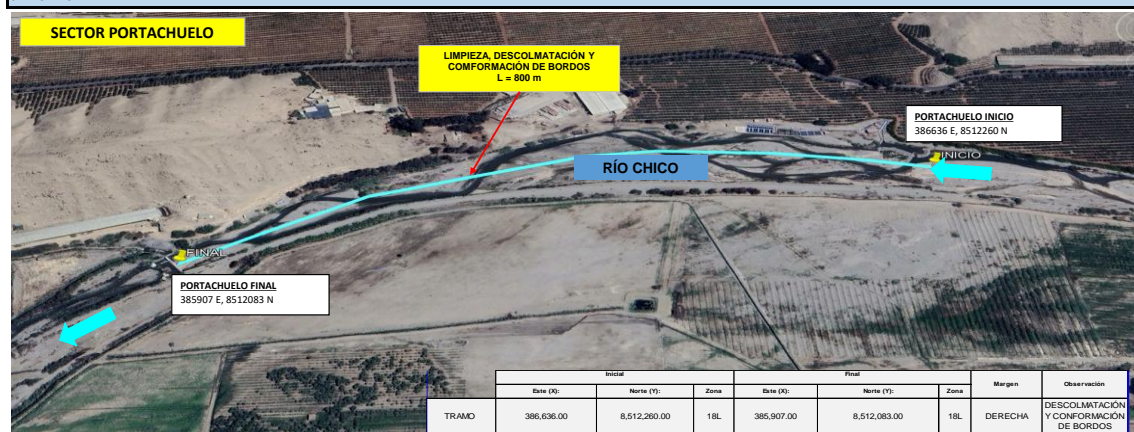 SECTOR PORTACHUELO
LIMPIEZA, DESCOLMATACIÓN Y
COMFORMACIÓN DE BORDOS
L = 800 m
PORTACHUELO INICIO
386636 E, 8512260 N
INICIO
RÍO CHICO
FINAL
PORTACHUELO FINAL
385907 E, 8512083 N
Inicial Final Margen Observación
Este (X): Norte (Y): Zona Este (X): Norte (Y): Zona
TRAMO 386,636.00 8,512,260.00 18L 385,907.00 8,512,083.00 18L DERECHA DESCOLMATACIÓN
Y CONFORMACIÓN
DE BORDOS